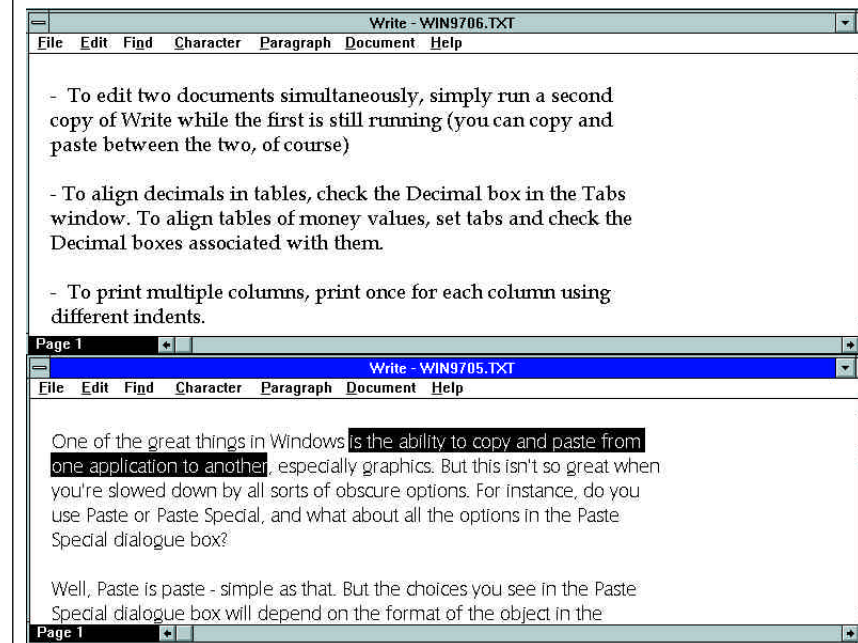 Write - WIN9706.TXT
File Edit Find Character Paragraph Document Help
- To edit two documents simultaneously, simply run a second
copy of Write while the first is still running (you can copy and
paste between the two, of course)
- To align decimals in tables, check the Decimal box in the Tabs
window. To align tables of money values, set tabs and check the
Decimal boxes associated with them.
- To print multiple columns, print once for each column using
different indents.
Page 1
Write - WIN9705.TXT
File Edit Find Character Paragraph Document Help
One of the great things in Windows is the ability to copy and paste from
one application to another, especially graphics. But this isn't so great when
you're slowed down by all sorts of obscure options. For instance, do you
use Paste or Paste Special, and what about all the options in the Paste
Special dialogue box?
Well, Paste is paste - simple as that. But the choices you see in the Paste
Special dialogue box will depend on the format of the object in the
Page 1